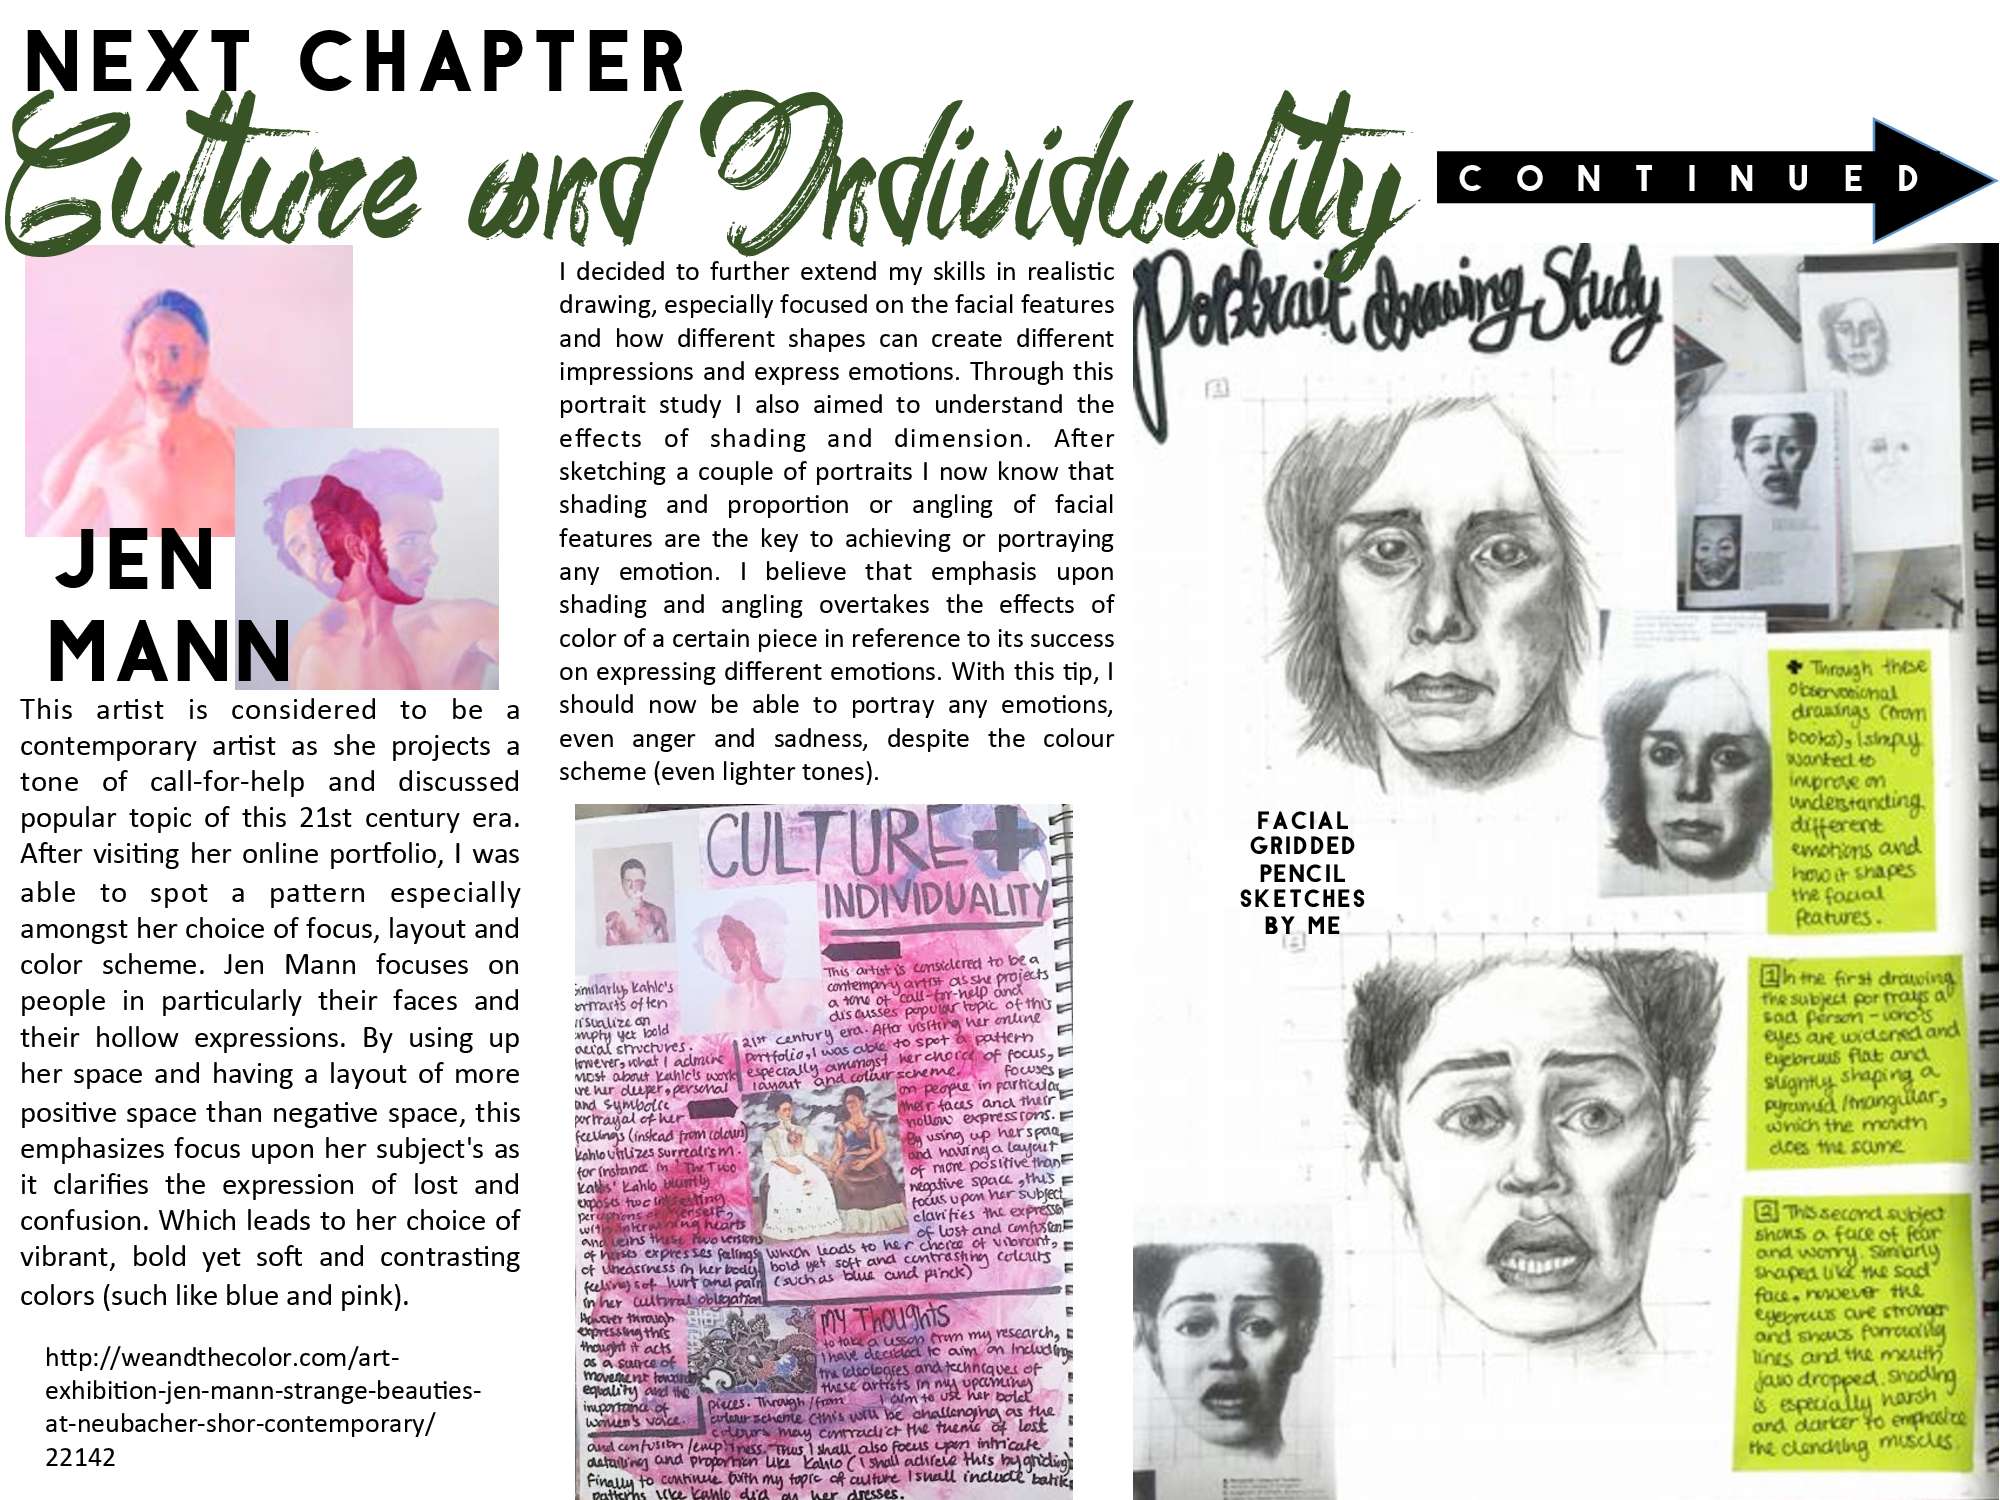 NEXT CHAPTER
Culture and Individuality
CONTINUED
JEN
MANN
This artist is considered to be a
contemporary artist as she projects a
tone of call-for-help and discussed
popular topic of this 21st century era.
After visiting her online portfolio, I was
able to spot a pattern especially
amongst her choice of focus, layout and
color scheme. Jen Mann focuses on
people in particularly their faces and
their hollow expressions. By using up
her space and having a layout of more
positive space than negative space, this
emphasizes focus upon her subject's as
it clarifies the expression of lost and
confusion. Which leads to her choice of
vibrant, bold yet soft and contrasting
colors (such like blue and pink).
http://weandthecolor.com/art-
exhibition-jen-mann-strange-beauties-
at-neubacher-shor-contemporary/
22142
I decided to further extend my skills in realistic
drawing, especially focused on the facial features
and how different shapes can create different
impressions and express emotions. Through this
portrait study I also aimed to understand the
effects of shading and dimension. After
sketching a couple of portraits I now know that
shading and proportion or angling of facial
features are the key to achieving or portraying
any emotion. I believe that emphasis upon
shading and angling overtakes the effects of
color of a certain piece in reference to its success
on expressing different emotions. With this tip, I
should now be able to portray any emotions,
even anger and sadness, despite the colour
scheme (even lighter tones).
CULTURE+
INDIVIDUALITY
This artist is considered to be a
contempory artist as she projects
a tone of call-for-help and
discusses popular topic of this
21st century era. After visiting her online
portfolio, I was able to spot a pattern
especially amongst her choice of focus,
layout and colour scheme. focuses
on people in particular
their faces and their
hollow expressions.
By using up her space
and having a layout
of more positive than
negative space, this
focus upon her subject
clarifies the expression
of lost and confusion.
which leads to her choice of vibrant,
bold yet soft and contrasting colours
(such as blue and pinck)
Similarly, Kahlo's
portraits often
visualize an
empty yet bold
facial structures.
However, what I admire
most about Kahlo's work
are her deeper, personal
and symbolic
portrayal of her
feelings (instead from colours)
Kahlo utilizes surrealism.
for instance in 'The Two
Kahlo bluntly
exposes two interesting
perceptions of herself,
with hearts
and veins these two versions
of herses expresses feelings
of uneasiness in her body
feelings of hurt and pain
in her cultural obligation
However through
expressing this
thought it acts
as a source of
movement toward
equality and the
importance of
women's voice.
My Thoughts
to take a lesson from my research,
I have decided to aim on including
the ideologies and techniques of
these artists in my upcoming
pieces. Through/from I aim to use her bold
colour scheme (this will be challenging as the
colours may contradict the theme of lost
and confusion/emptiness. Thus I shall also focus upon intricate
detailing and proportion like Kahlo (I shall achieve this by griding)
Finally to continue with my topic of culture I shall include batik
patterns like Kahlo did on her dresses.
Portrait drawing Study
1
FACIAL
GRIDDED
PENCIL
SKETCHES
BY ME
2
+ Through these
observational
drawings (from
books), I simply
wanted to
improve on
understanding
different
emotions and
how it shapes
the facial
features.
1 In the first drawing
the subject portrays a
sad person - who's
eyes are widened and
eyebrows flat and
slightly shaping a
pyramid/triangular,
which the mouth
does the same
2 This second subject
shows a face of fear
and worry. Similarly
shaped like the sad
face, however the
eyebrows are stronger
and shows furrowing
lines and the mouth
jaw dropped. shading
is especially harsh
and darker to emphasize
the clenching muscles.